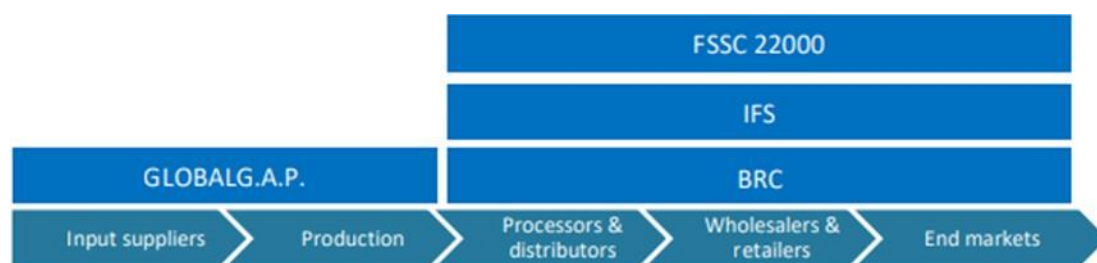 FSSC 22000
IFS
GLOBALG.A.P.
BRC
Input suppliers
Production
Processors &
distributors
Wholesalers &
retailers
End markets